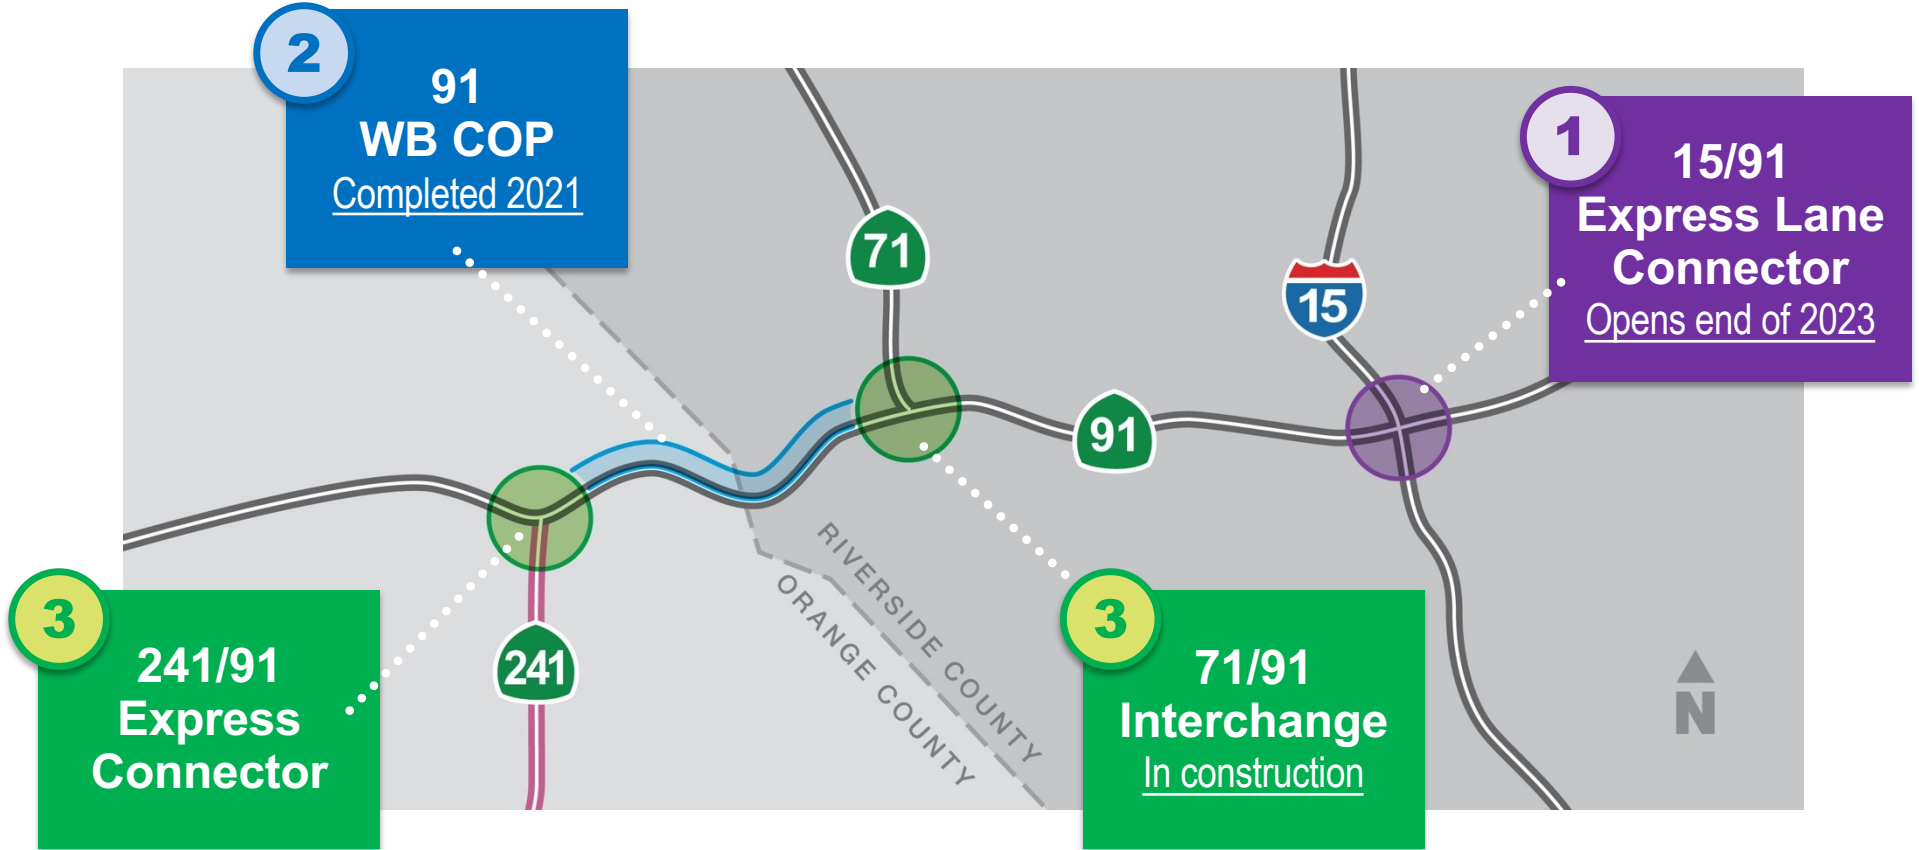 2
91
WB COP
Completed 2021
1
15/91
Express Lane
Connector
Opens end of 2023
71
15
91
RIVERSIDE COUNTY
ORANGE COUNTY
3
241/91
Express
Connector
241
3
71/91
Interchange
In construction
N